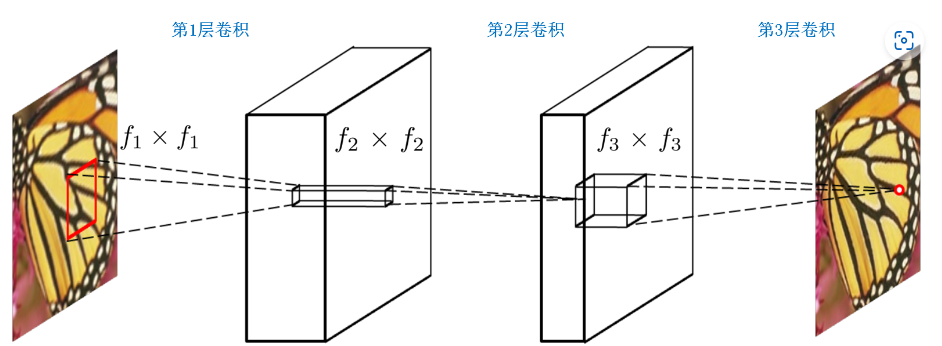 第1层卷积
第2层卷积
第3层卷积
f₁ × f₁
f₂ × f₂
f₃ × f₃